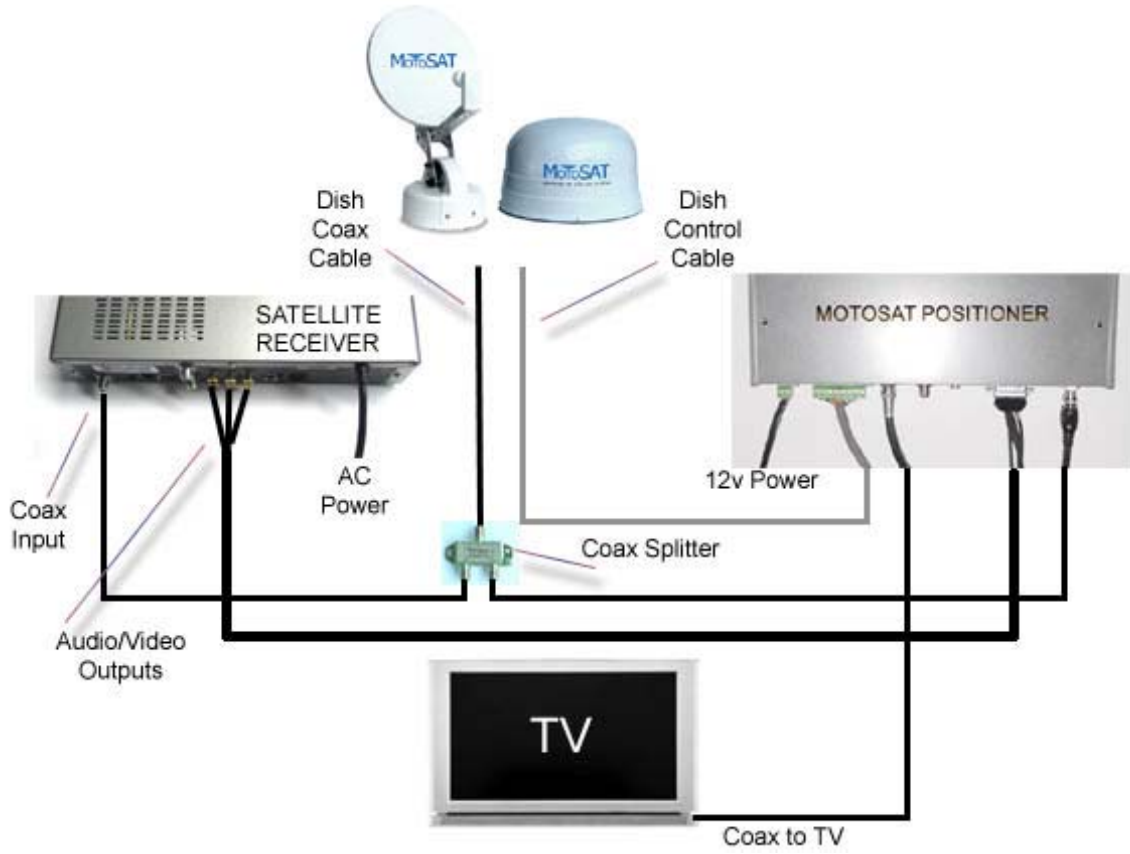 MOTOSAT
MOTOSAT
Dish
Coax
Cable
Dish
Control
Cable
SATELLITE
RECEIVER
MOTOSAT POSITIONER
Coax
Input
AC
Power
12v Power
Coax Splitter
Audio/Video
Outputs
TV
Coax to TV